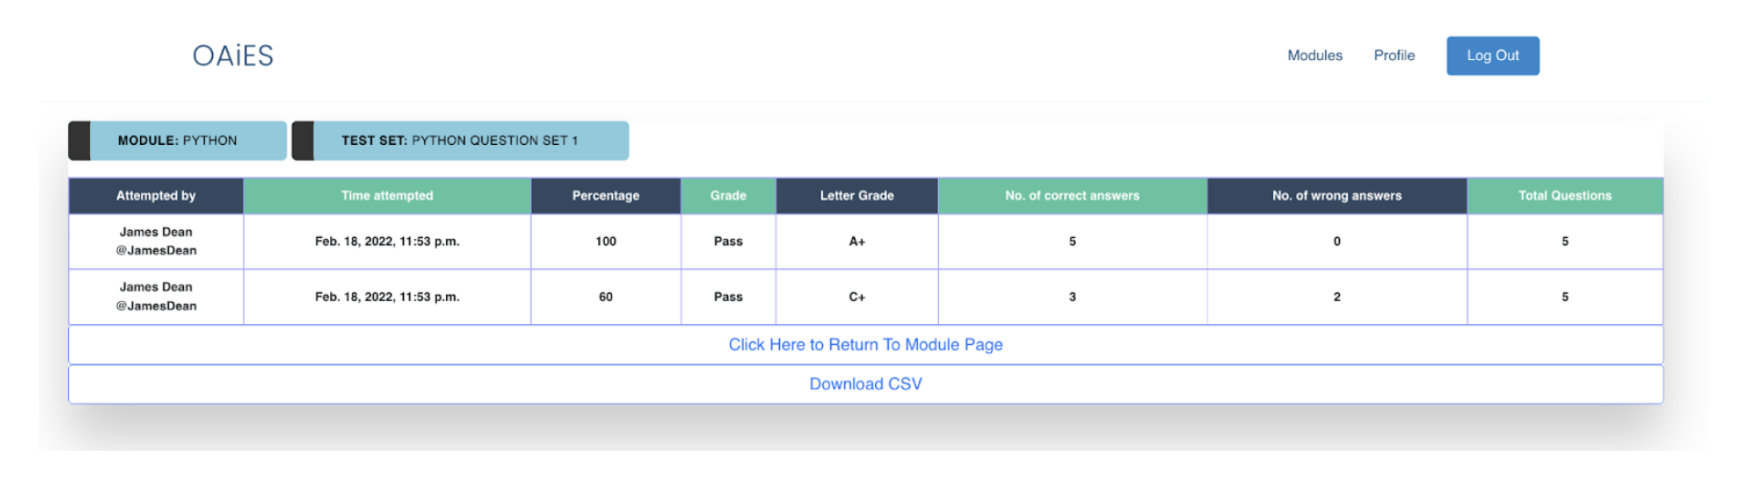 OAiES
Modules Profile Log Out
MODULE: PYTHON TEST SET: PYTHON QUESTION SET 1
Attempted by Time attempted Percentage Grade Letter Grade No. of correct answers No. of wrong answers Total Questions
James Dean
@JamesDean
Feb. 18, 2022, 11:53 p.m. 100 Pass A+ 5 0 5
James Dean
@JamesDean
Feb. 18, 2022, 11:53 p.m. 60 Pass C+ 3 2 5
Click Here to Return To Module Page
Download CSV